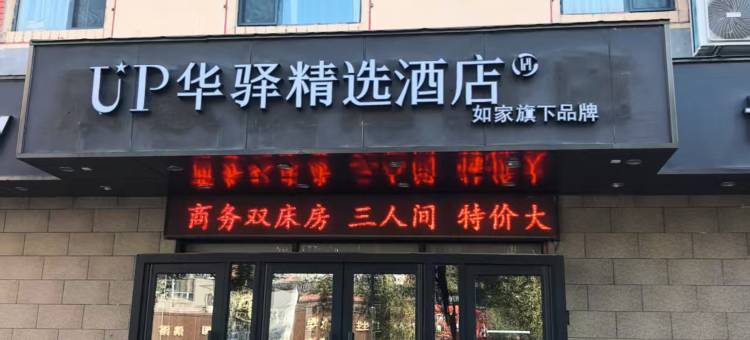 UP华驿精选酒店
如家旗下品牌
商务双床房 三人间 特价大